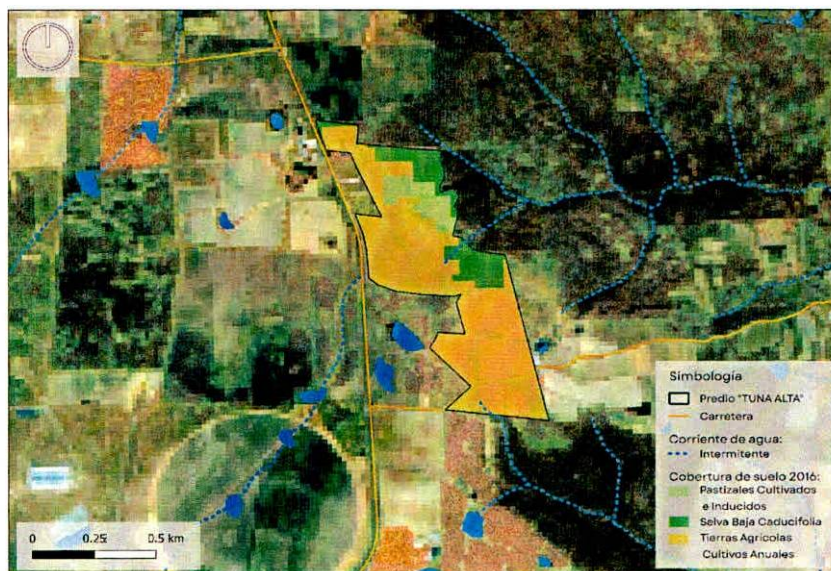 Simbología
Predio "TUNA ALTA"
Carretera
Corriente de agua:
Intermitente
Cobertura de suelo 2016:
Pastizales Cultivados
e Inducidos
Selva Baja Caducifolia
Tierras Agrícolas
Cultivos Anuales
0 0.25 0.5 km